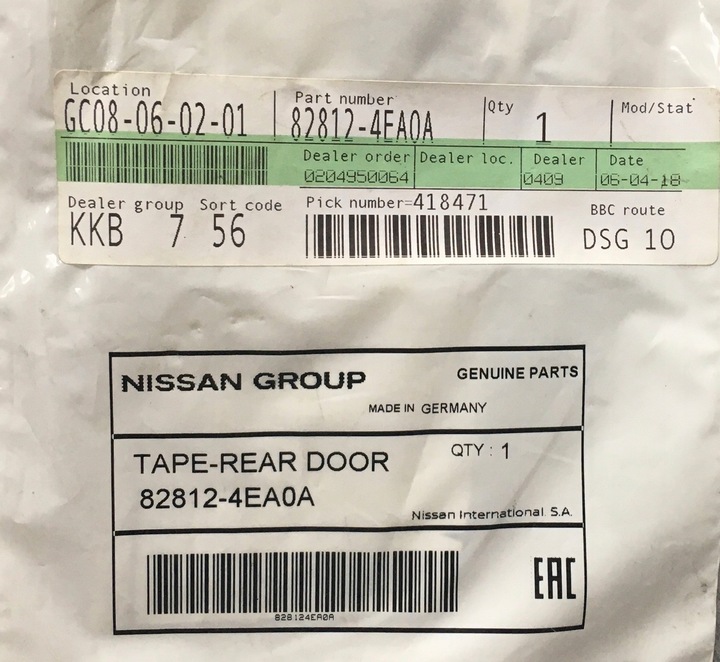 Location Part number Qty Mod/Stat
GC08-06-02-01 82812-4EA0A 1
Dealer order Dealer loc. Dealer Date
0204950064 0409 06-04-18
Dealer group Sort code Pick number=418471 BBC route
KKB 7 56 DSG 10
NISSAN GROUP GENUINE PARTS
MADE IN GERMANY
TAPE-REAR DOOR QTY : 1
82812-4EA0A
Nissan International. S.A.
EAC
828124EA0A